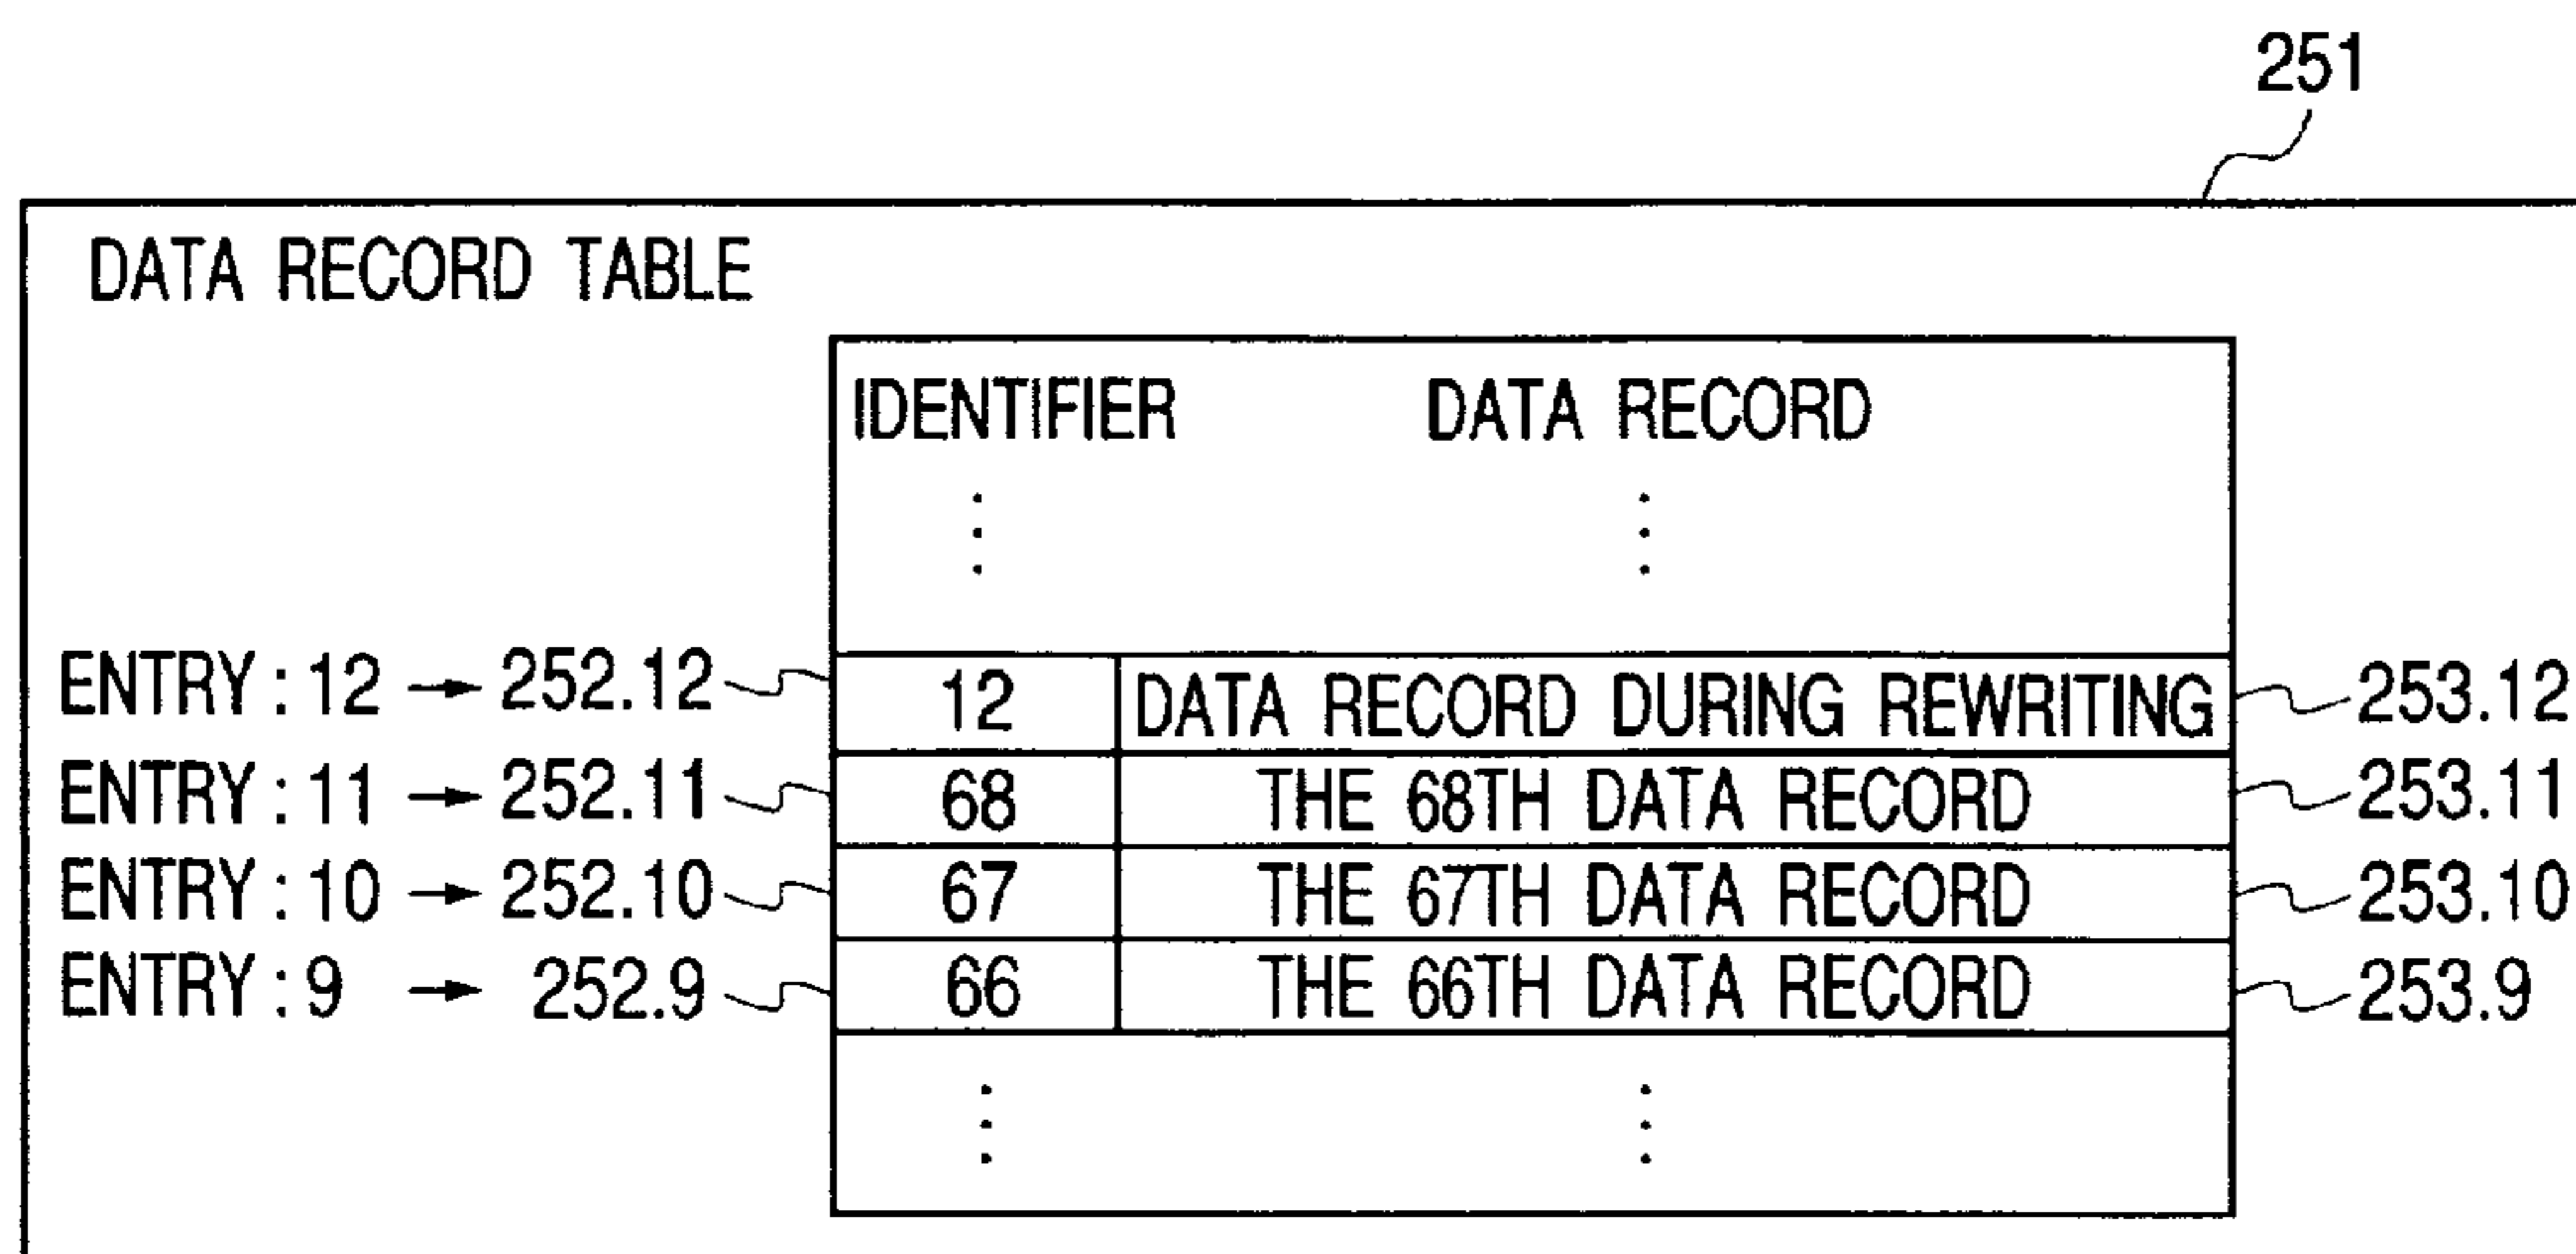 251
DATA RECORD TABLE
IDENTIFIER DATA RECORD
ENTRY:12 → 252.12 12 DATA RECORD DURING REWRITING 253.12
ENTRY:11 → 252.11 68 THE 68TH DATA RECORD 253.11
ENTRY:10 → 252.10 67 THE 67TH DATA RECORD 253.10
ENTRY:9 → 252.9 66 THE 66TH DATA RECORD 253.9